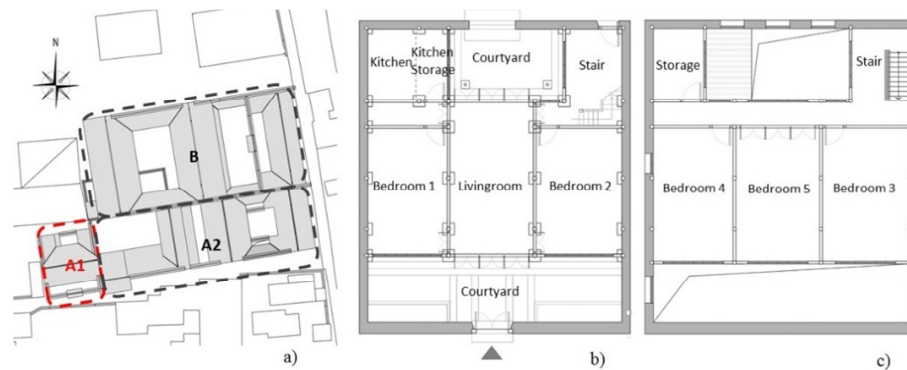 N
B
A2
A1
a)
Kitchen
Kitchen
Storage
Courtyard
Stair
Bedroom 1
Livingroom
Bedroom 2
Courtyard
b)
Storage
Stair
Bedroom 4
Bedroom 5
Bedroom 3
c)